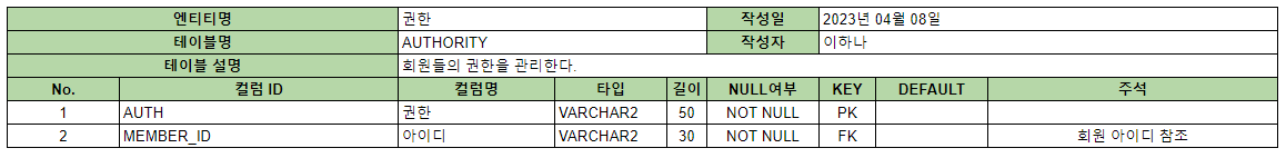 엔티티명 권한 작성일 2023년 04월 08일
테이블명 AUTHORITY 작성자 이하나
테이블 설명 회원들의 권한을 관리한다.
No. 컬럼 ID 컬럼명 타입 길이 NULL여부 KEY DEFAULT 주석
1 AUTH 권한 VARCHAR2 50 NOT NULL PK
2 MEMBER_ID 아이디 VARCHAR2 30 NOT NULL FK 회원 아이디 참조